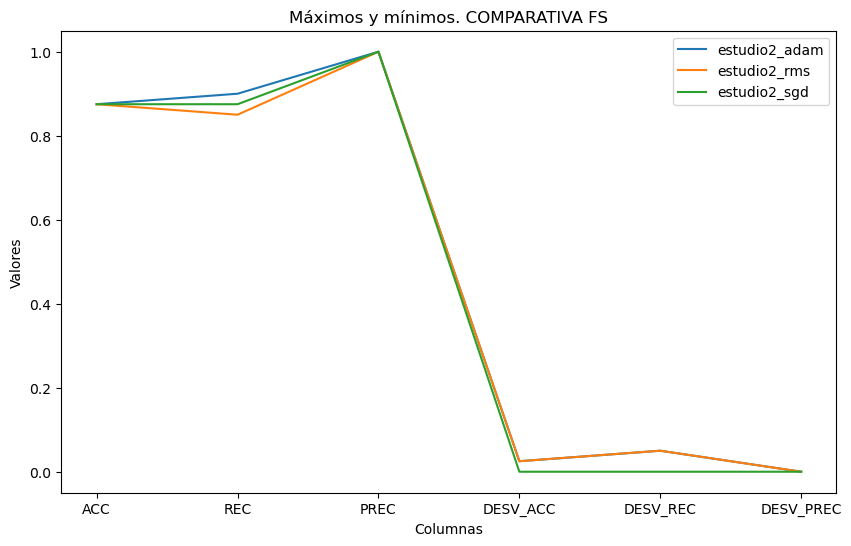 Máximos y mínimos. COMPARATIVA FS
estudio2_adam
estudio2_rms
estudio2_sgd
Valores
1.0
0.8
0.6
0.4
0.2
0.0
ACC REC PREC DESV_ACC DESV_REC DESV_PREC
Columnas